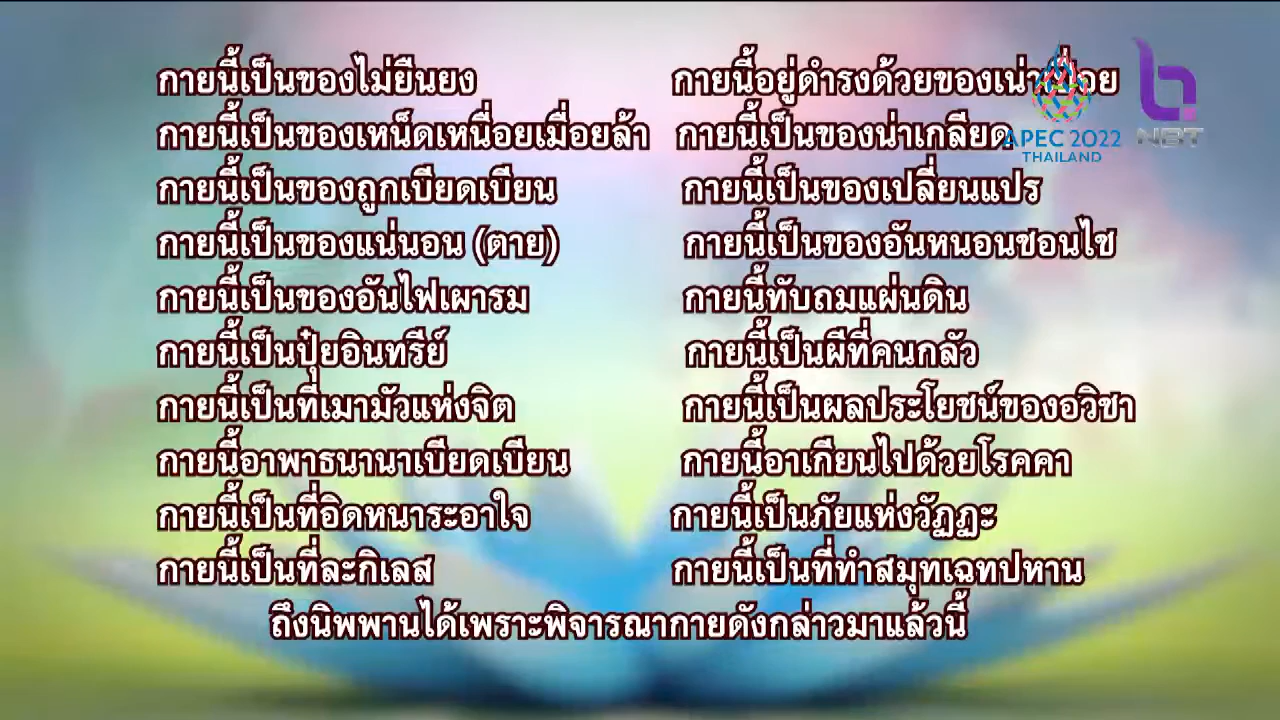 กายนี้เป็นของไม่ยืนยง กายนี้อยู่ดำรงด้วยของเน่าเปื่อย
กายนี้เป็นของเหน็ดเหนื่อยเมื่อยล้า กายนี้เป็นของน่าเกลียด
กายนี้เป็นของถูกเบียดเบียน กายนี้เป็นของเปลี่ยนแปร
กายนี้เป็นของแน่นอน (ตาย) กายนี้เป็นของอันหนอนชอนไช
กายนี้เป็นของอันไฟเผารม กายนี้ทับถมแผ่นดิน
กายนี้เป็นปุ๋ยอินทรีย์ กายนี้เป็นผีที่คนกลัว
กายนี้เป็นที่เมามัวแห่งจิต กายนี้เป็นผลประโยชน์ของอวิชา
กายนี้อาพาธนานาเบียดเบียน กายนี้อาเกียนไปด้วยโรคคา
กายนี้เป็นที่อิดหนาระอาใจ กายนี้เป็นภัยแห่งวัฏฏะ
กายนี้เป็นที่ละกิเลส กายนี้เป็นที่ทำสมุทเฉทปหาน
ถึงนิพพานได้เพราะพิจารณากายดังกล่าวมาแล้วนี้
APEC 2022
THAILAND
NBT